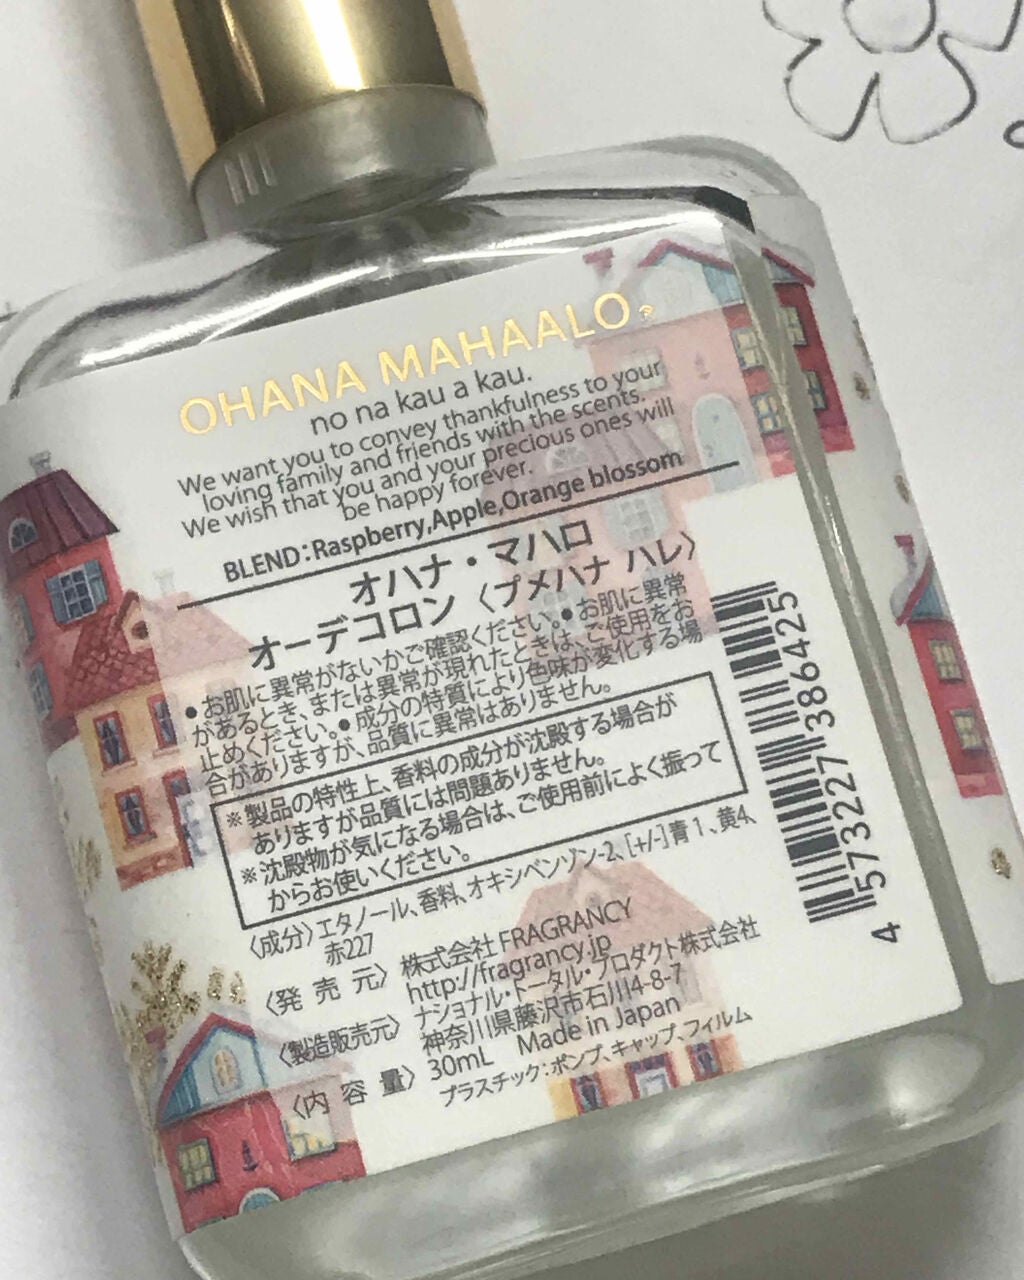 OHANA MAHAALO®
no na kau a kau.
We want you to convey thankfulness to your
loving family and friends with the scents.
We wish that you and your precious ones will
be happy forever.
BLEND:Raspberry,Apple,Orange blossom
オハナ・マハロ
オーデコロン〈プメハナ ハレ〉
●お肌に異常がないかご確認ください。●お肌に異常
があるとき、または異常が現れたときは、ご使用をお
止めください。●成分の特質により色味が変化する場
合がありますが、品質に異常はありません。
※製品の特性上、香料の成分が沈殿する場合が
ありますが品質には問題ありません。
※沈殿物が気になる場合は、ご使用前によく振って
からお使いください。
〈成分〉エタノール、香料、オキシベンゾン-2、[+/-]青1、黄4、
赤227
〈発売元〉株式会社 FRAGRANCY
http://fragrancy.jp
〈製造販売元〉ナショナル・トータル・プロダクト株式会社
神奈川県藤沢市石川4-8-7
〈内容量〉30mL Made in Japan
プラスチック:ポンプ、キャップ、フィルム
4573227386425